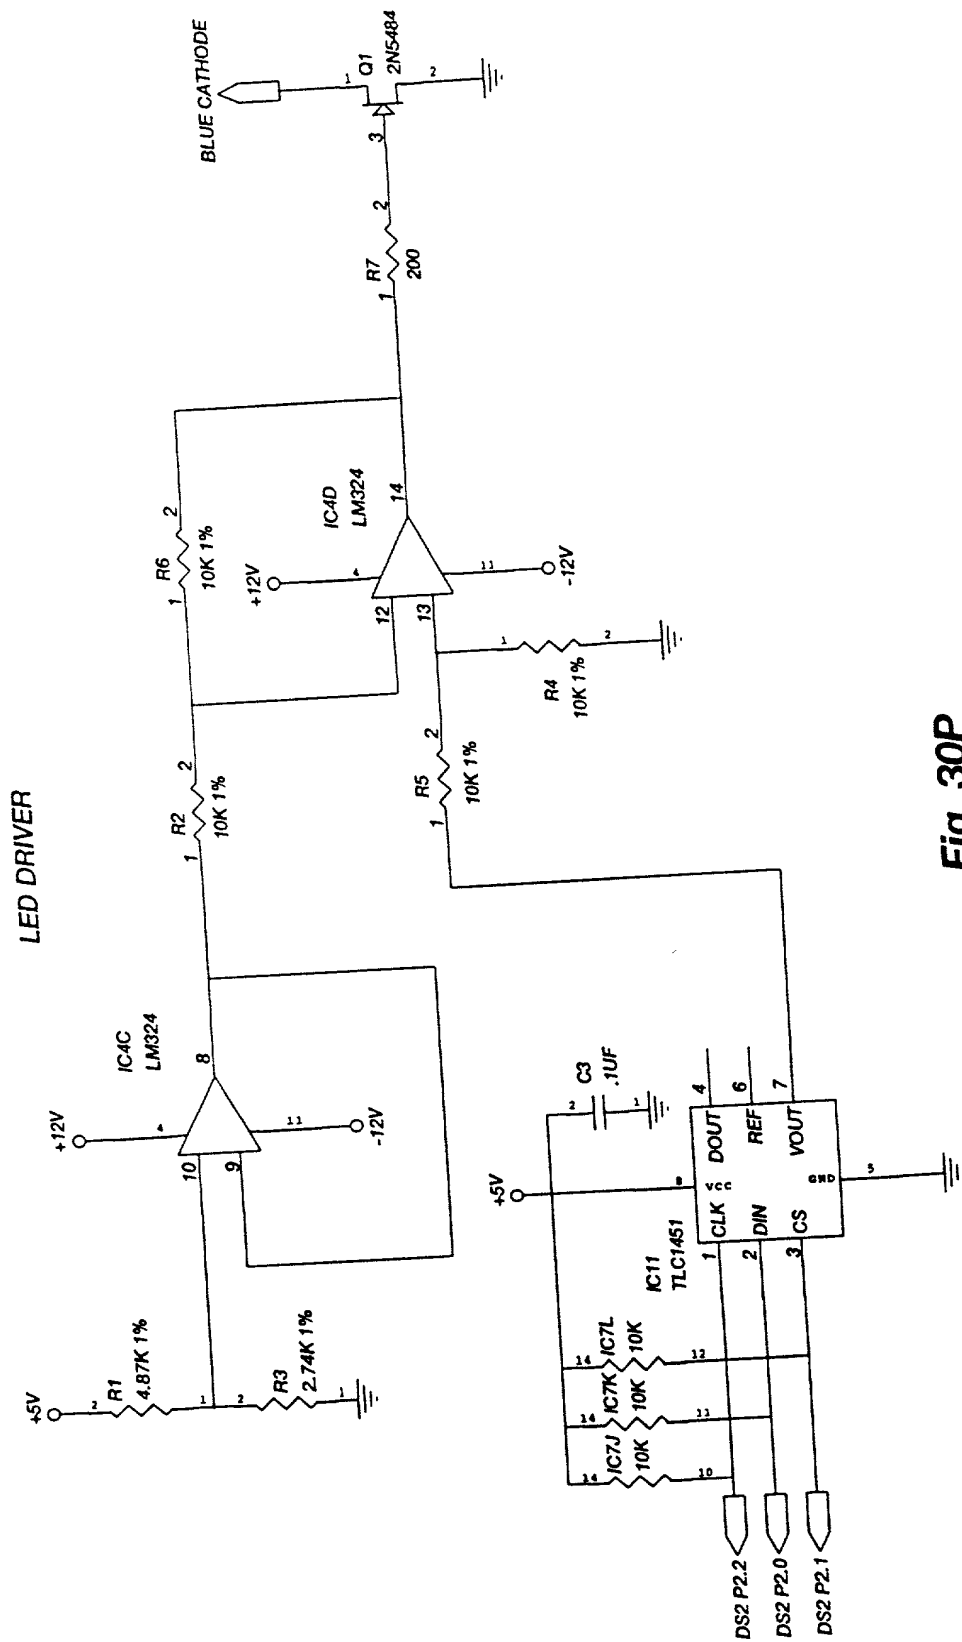 LED DRIVER
BLUE CATHODE
1
Q1
2N5484
2
3
2
R7
200
1
R6
10K 1%
1
2
IC4D
LM324
+12V
4
12
13
14
11
-12V
1
R4
10K 1%
2
R2
10K 1%
1
2
R5
10K 1%
1
2
IC4C
LM324
+12V
4
10
9
8
11
-12V
+5V
2
R1
4.87K 1%
1
2
R3
2.74K 1%
1
+5V
2
C3
.1UF
1
8
IC11
TLC1451
VCC
GND
5
1
CLK
2
DIN
3
CS
DOUT
4
REF
6
VOUT
7
14
IC7L
10K
12
14
IC7K
10K
11
14
IC7J
10K
10
DS2 P2.2
DS2 P2.0
DS2 P2.1
Fig. 30P